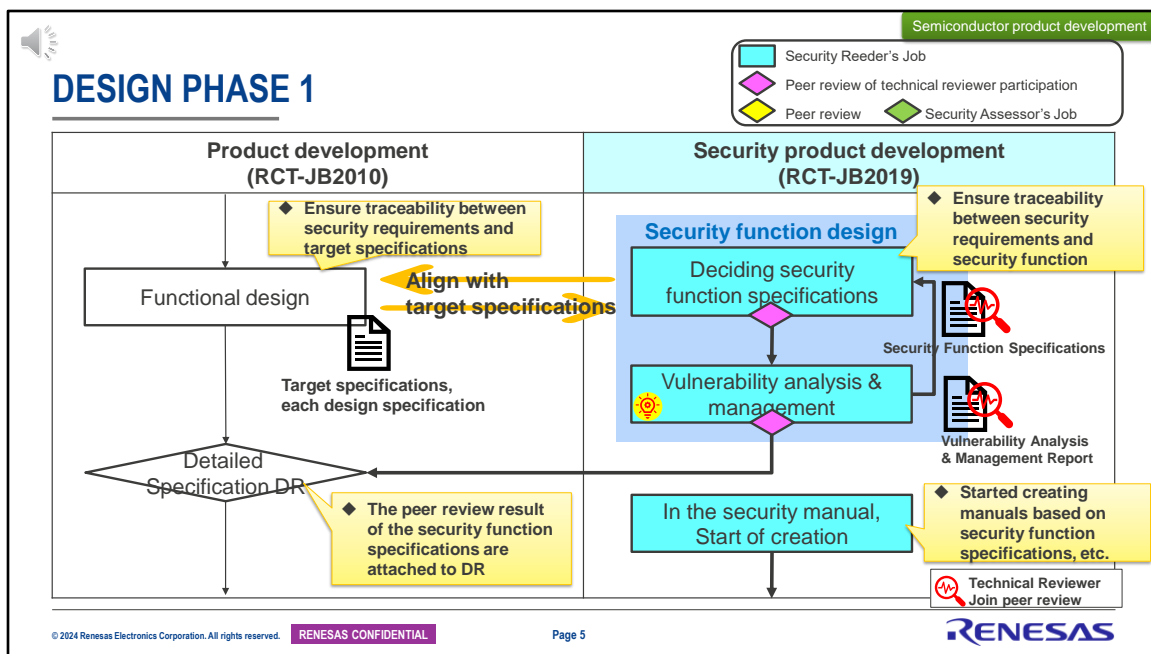 Semiconductor product development
Security Reeder's Job
Peer review of technical reviewer participation
Peer review
Security Assessor's Job
DESIGN PHASE 1
Product development
(RCT-JB2010)
Security product development
(RCT-JB2019)
◆ Ensure traceability between
security requirements and
target specifications
◆ Ensure traceability
between security
requirements and
security function
Security function design
Functional design
Align with
target specifications
Deciding security
function specifications
Security Function Specifications
Target specifications,
each design specification
Vulnerability analysis &
management
Vulnerability Analysis
& Management Report
Detailed
Specification DR
◆ The peer review result
of the security function
specifications are
attached to DR
In the security manual,
Start of creation
◆ Started creating
manuals based on
security function
specifications, etc.
Technical Reviewer
Join peer review
© 2024 Renesas Electronics Corporation. All rights reserved.
RENESAS CONFIDENTIAL
Page 5
RENESAS